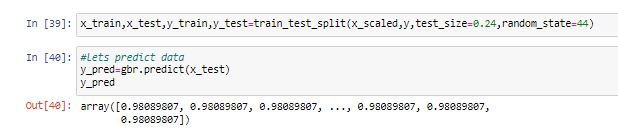 In [39]: x_train,x_test,y_train,y_test=train_test_split(x_scaled,y,test_size=0.24,random_state=44)
In [40]: #Lets predict data
y_pred=gbr.predict(x_test)
y_pred
Out[40]: array([0.98089807, 0.98089807, 0.98089807, ..., 0.98089807, 0.98089807,
0.98089807])